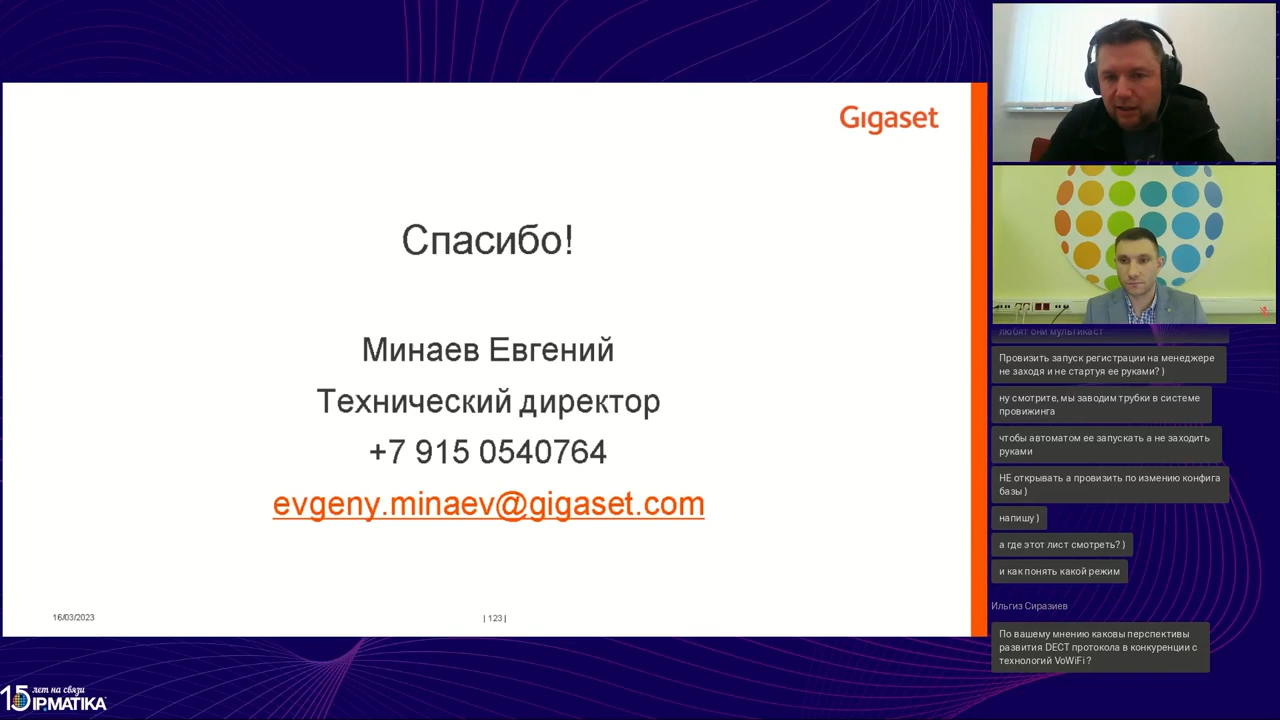 Gigaset
Спасибо!
Минаев Евгений
Технический директор
+7 915 0540764
evgeny.minaev@gigaset.com
16/03/2023
| 123 |
15 лет на связи
IPMATIKA
любят они мультикаст
Провизить запуск регистрации на менеджере
не заходя и не стартуя ее руками? )
ну смотрите, мы заводим трубки в системе
провижинга
чтобы автоматом ее запускать а не заходить
руками
НЕ открывать а провизить по измению конфига
базы )
напишу )
а где этот лист смотреть? )
и как понять какой режим
Ильгиз Сиразиев
По вашему мнению каковы перспективы
развития DECT протокола в конкуренции с
технологий VoWiFi ?